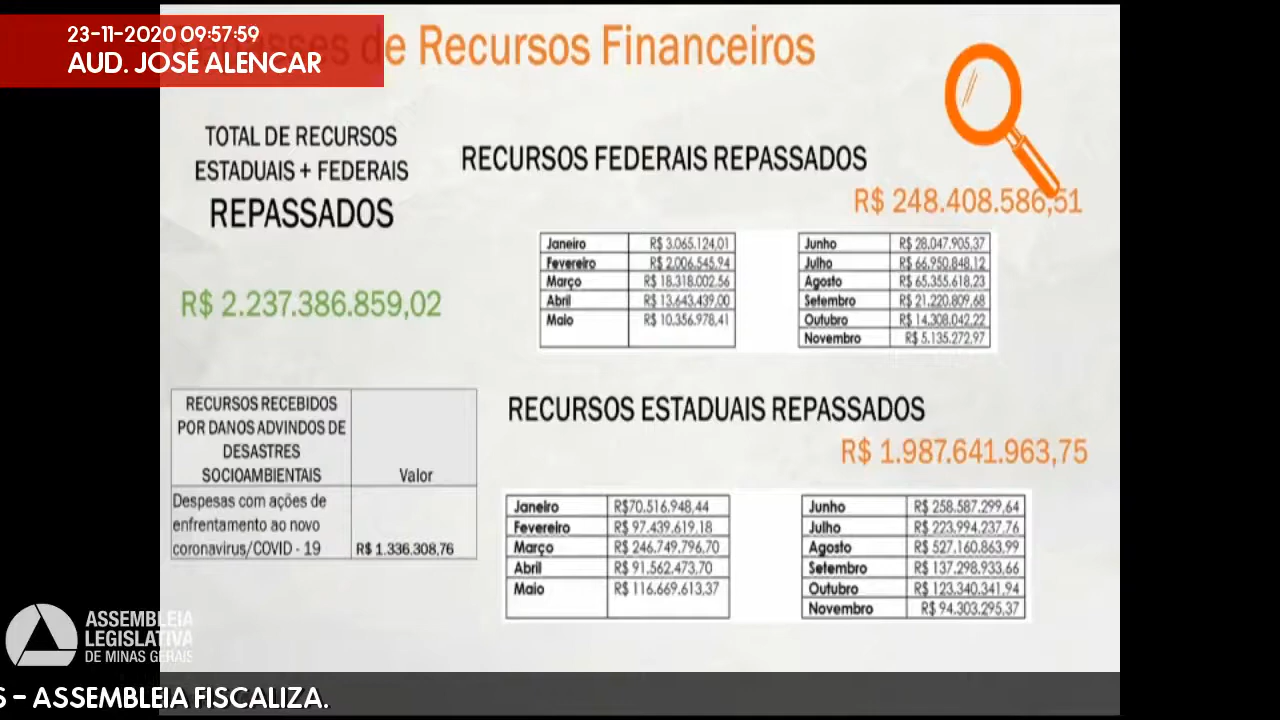 23-11-2020 09:57:59
AUD. JOSÉ ALENCAR
de Recursos Financeiros
TOTAL DE RECURSOS
ESTADUAIS + FEDERAIS
REPASSADOS
R$ 2.237.386.859,02
RECURSOS FEDERAIS REPASSADOS
R$ 248.408.586,51
Janeiro R$ 3.065.124,01
Fevereiro R$ 2.006.545,94
Março R$ 18.318.002,56
Abril R$ 13.643.439,00
Maio R$ 10.356.978,41
Junho R$ 28.047.905,37
Julho R$ 66.950.848,12
Agosto R$ 65.355.618,23
Setembro R$ 21.220.809,68
Outubro R$ 14.308.042,22
Novembro R$ 5.135.272,97
RECURSOS RECEBIDOS
POR DANOS ADVINDOS DE
DESASTRES
SOCIOAMBIENTAIS Valor
Despesas com ações de
enfrentamento ao novo
coronavírus/COVID - 19 R$ 1.336.308,76
RECURSOS ESTADUAIS REPASSADOS
R$ 1.987.641.963,75
Janeiro R$70.516.948,44
Fevereiro R$ 97.439.619,18
Março R$ 246.749.796,70
Abril R$ 91.562.473,70
Maio R$ 116.669.613,37
Junho R$ 258.587.299,64
Julho R$ 223.994.237,76
Agosto R$ 527.160.863,99
Setembro R$ 137.298.933,66
Outubro R$ 123.340.341,94
Novembro R$ 94.303.295,37
ASSEMBLEIA
LEGISLATIVA
DE MINAS GERAIS
S – ASSEMBLEIA FISCALIZA.